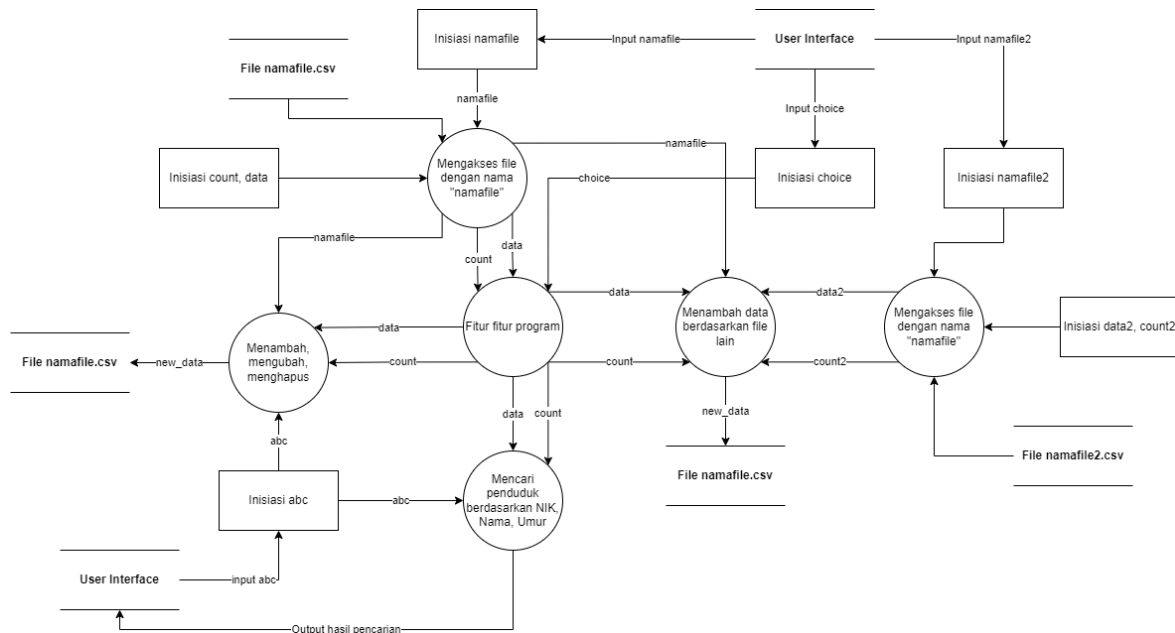 Inisiasi namafile
Input namafile
User Interface
Input namafile2
File namafile.csv
namafile
Input choice
Mengakses file
dengan nama
"namafile"
namafile
Inisiasi count, data
choice
Inisiasi choice
Inisiasi namafile2
namafile
count
data
Fitur fitur program
data
Menambah data
berdasarkan file
lain
data2
Mengakses file
dengan nama
"namafile"
Inisiasi data2, count2
File namafile.csv
new_data
Menambah,
mengubah,
menghapus
data
count
count
count2
data
count
new_data
abc
File namafile.csv
File namafile2.csv
Inisiasi abc
abc
Mencari
penduduk
berdasarkan NIK,
Nama, Umur
User Interface
input abc
Output hasil pencarian